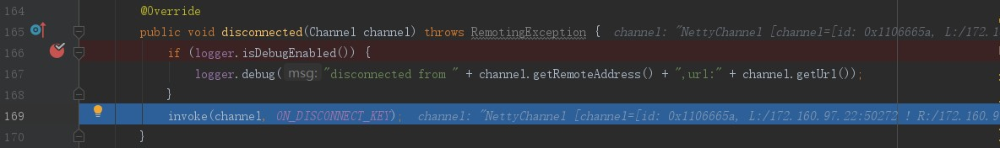 164 @Override
165 public void disconnected(Channel channel) throws RemotingException { channel: "NettyChannel [channel=[id: 0x1106665a, L:/172.1
166 if (logger.isDebugEnabled()) {
167 logger.debug( msg: "disconnected from " + channel.getRemoteAddress() + ",url:" + channel.getUrl());
168 }
169 invoke(channel, ON_DISCONNECT_KEY); channel: "NettyChannel [channel=[id: 0x1106665a, L:/172.160.97.22:50272 ! R:/172.160.9
170 }